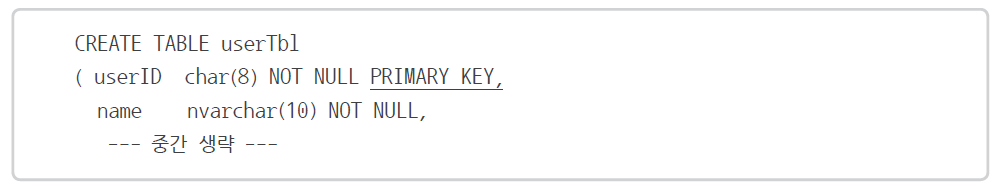 CREATE TABLE userTbl
( userID char(8) NOT NULL PRIMARY KEY,
name nvarchar(10) NOT NULL,
--- 중간 생략 ---